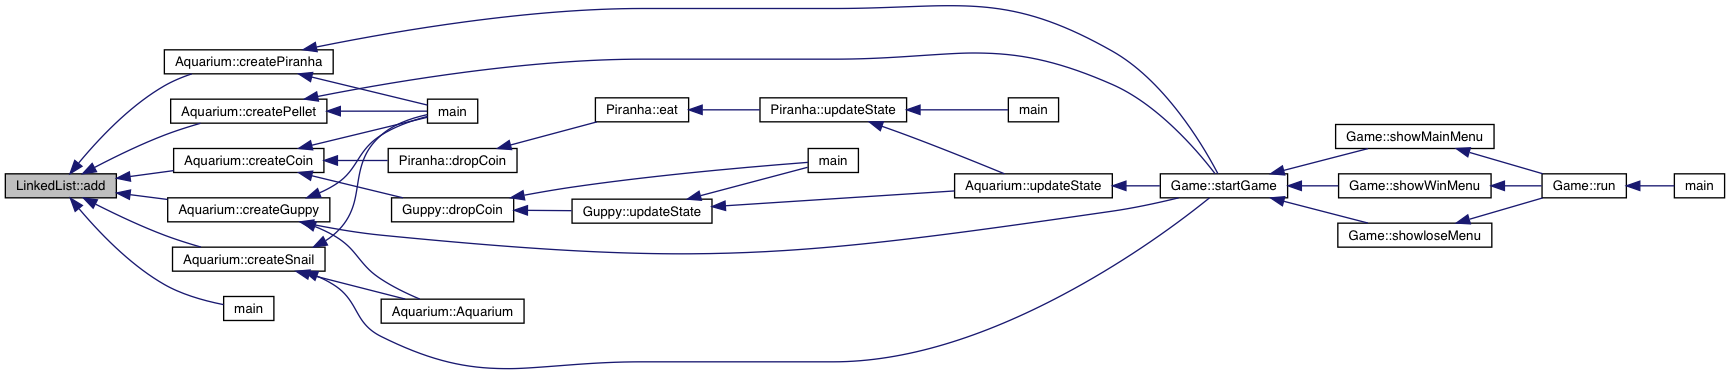 LinkedList::add
Aquarium::createPiranha
Aquarium::createPellet
Aquarium::createCoin
Aquarium::createGuppy
Aquarium::createSnail
main
main
Piranha::dropCoin
Guppy::dropCoin
Aquarium::Aquarium
Piranha::eat
Guppy::updateState
Piranha::updateState
main
main
Aquarium::updateState
Game::startGame
Game::showMainMenu
Game::showWinMenu
Game::showloseMenu
Game::run
main